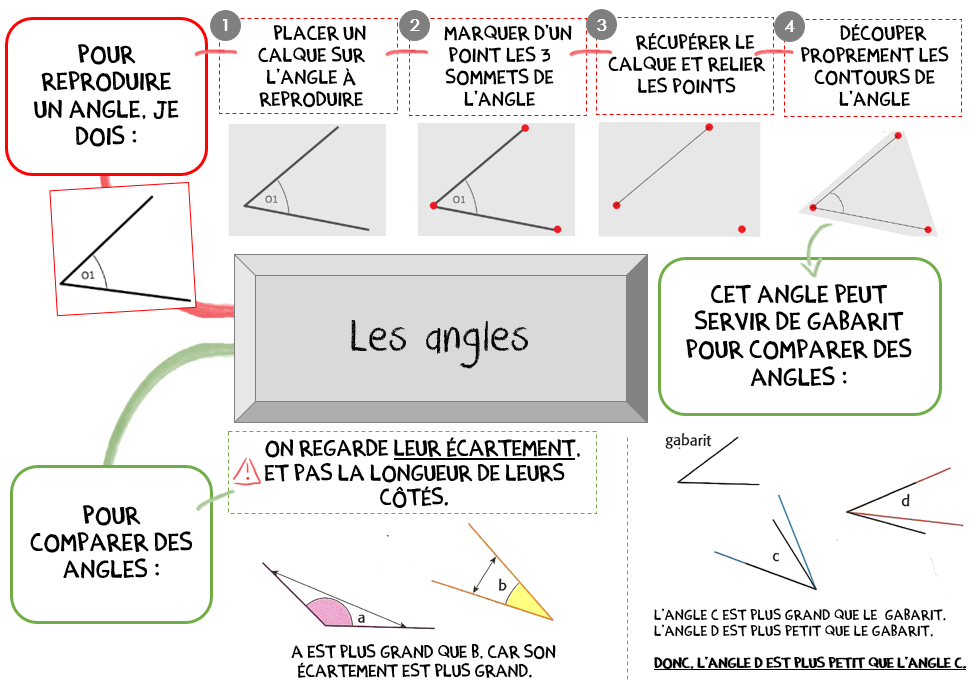 POUR
REPRODUIRE
UN ANGLE, JE
DOIS :
1
PLACER UN
CALQUE SUR
L'ANGLE À
REPRODUIRE
2
MARQUER D'UN
POINT LES 3
SOMMETS DE
L'ANGLE
3
RÉCUPÉRER LE
CALQUE ET RELIER
LES POINTS
4
DÉCOUPER
PROPREMENT LES
CONTOURS DE
L'ANGLE
O1
O1
O1
Les angles
CET ANGLE PEUT
SERVIR DE GABARIT
POUR COMPARER DES
ANGLES :
POUR
COMPARER DES
ANGLES :
ON REGARDE LEUR ÉCARTEMENT,
ET PAS LA LONGUEUR DE LEURS
CÔTÉS.
a
b
A EST PLUS GRAND QUE B, CAR SON
ÉCARTEMENT EST PLUS GRAND.
gabarit
d
c
L'ANGLE C EST PLUS GRAND QUE LE GABARIT.
L'ANGLE D EST PLUS PETIT QUE LE GABARIT.
DONC, L'ANGLE D EST PLUS PETIT QUE L'ANGLE C.